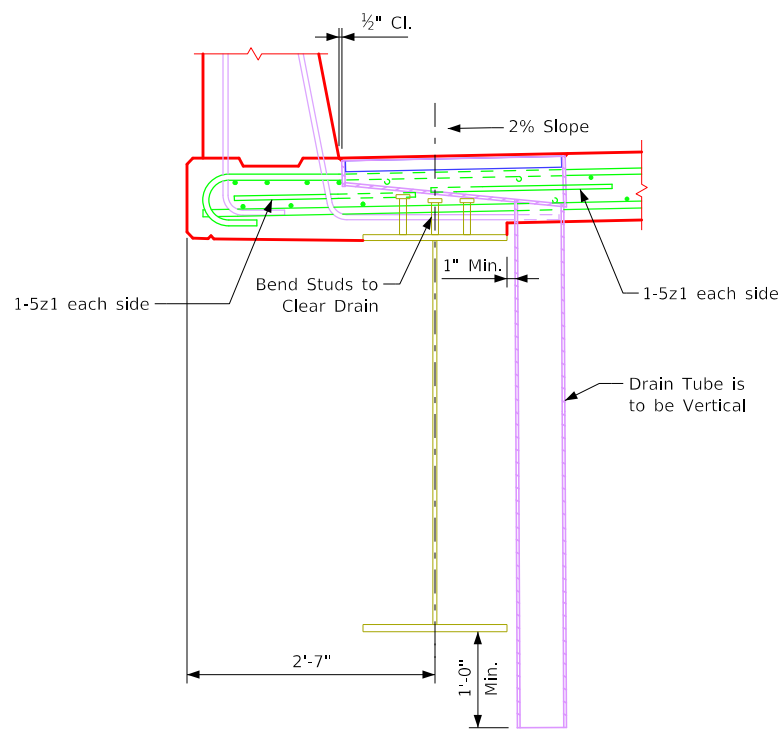 ½" Cl.
2% Slope
1" Min.
Bend Studs to
Clear Drain
1-5z1 each side
1-5z1 each side
Drain Tube is
to be Vertical
2'-7"
1'-0"
Min.